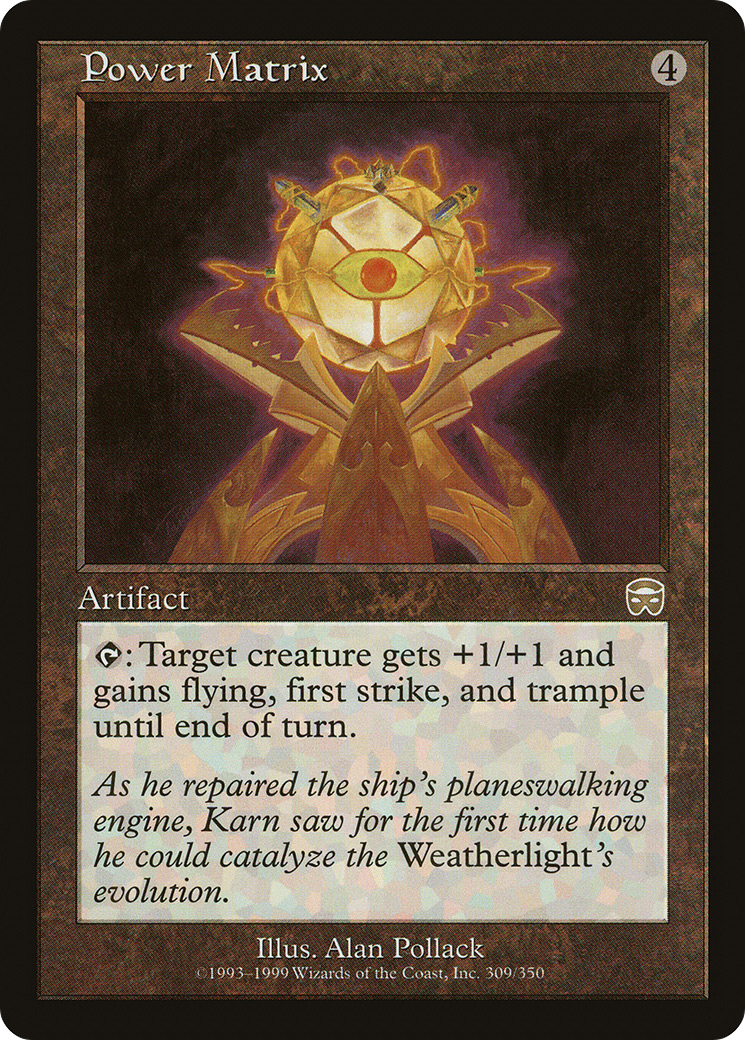 Power Matrix
4
Artifact
: Target creature gets +1/+1 and
gains flying, first strike, and trample
until end of turn.
As he repaired the ship's planeswalking
engine, Karn saw for the first time how
he could catalyze the Weatherlight's
evolution.
Illus. Alan Pollack
©1993–1999 Wizards of the Coast, Inc. 309/350